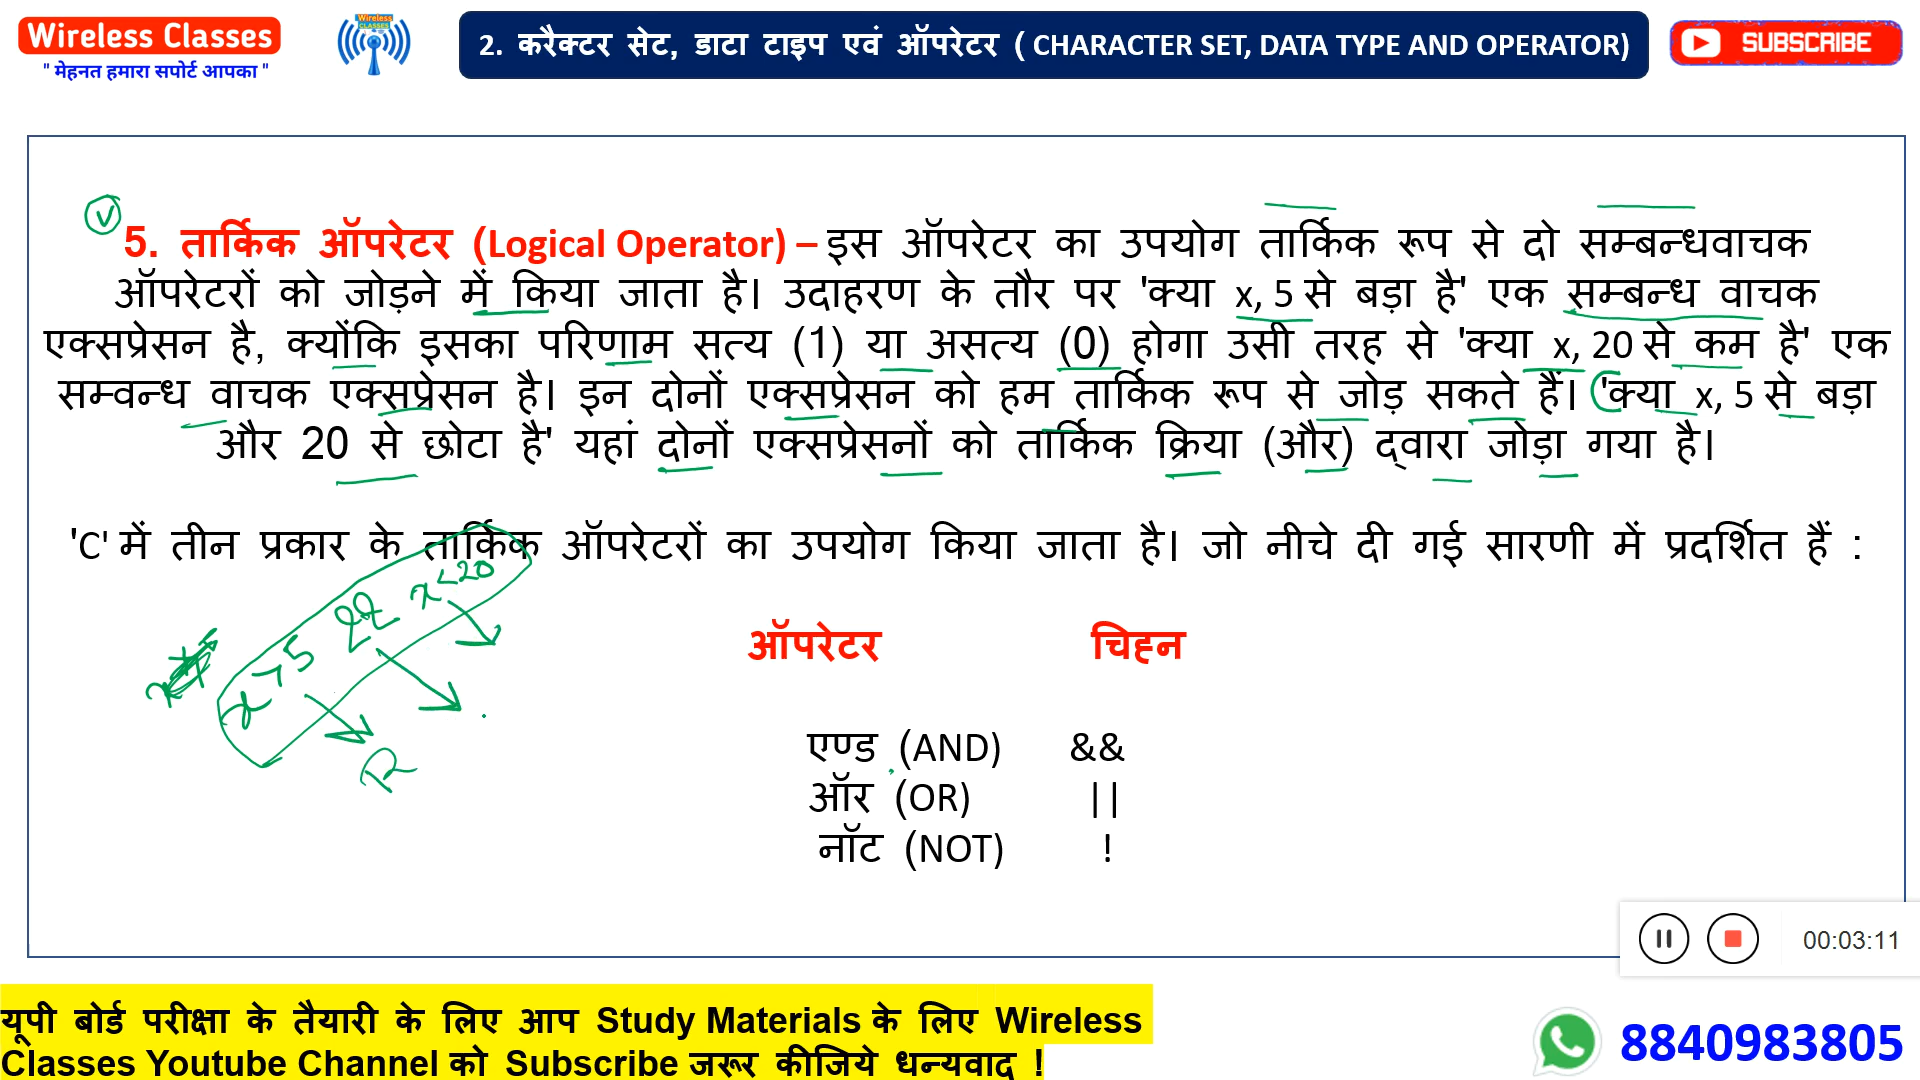 Wireless Classes
" मेहनत हमारा सपोर्ट आपका "
Wireless
CLASSES
2. करैक्टर सेट, डाटा टाइप एवं ऑपरेटर ( CHARACTER SET, DATA TYPE AND OPERATOR)
SUBSCRIBE
5. तार्किक ऑपरेटर (Logical Operator) – इस ऑपरेटर का उपयोग तार्किक रूप से दो सम्बन्धवाचक
ऑपरेटरों को जोड़ने में किया जाता है। उदाहरण के तौर पर 'क्या x, 5 से बड़ा है' एक सम्बन्ध वाचक
एक्सप्रेसन है, क्योंकि इसका परिणाम सत्य (1) या असत्य (0) होगा उसी तरह से 'क्या x, 20 से कम है' एक
सम्वन्ध वाचक एक्सप्रेसन है। इन दोनों एक्सप्रेसन को हम तार्किक रूप से जोड़ सकते हैं। 'क्या x, 5 से बड़ा
और 20 से छोटा है' यहां दोनों एक्सप्रेसनों को तार्किक क्रिया (और) द्वारा जोड़ा गया है।
'C' में तीन प्रकार के तार्किक ऑपरेटरों का उपयोग किया जाता है। जो नीचे दी गई सारणी में प्रदर्शित हैं :
x>5 && x<20
ऑपरेटर चिह्न
एण्ड (AND) &&
ऑर (OR) ||
नॉट (NOT) !
00:03:11
यूपी बोर्ड परीक्षा के तैयारी के लिए आप Study Materials के लिए Wireless
Classes Youtube Channel को Subscribe जरूर कीजिये धन्यवाद !
8840983805